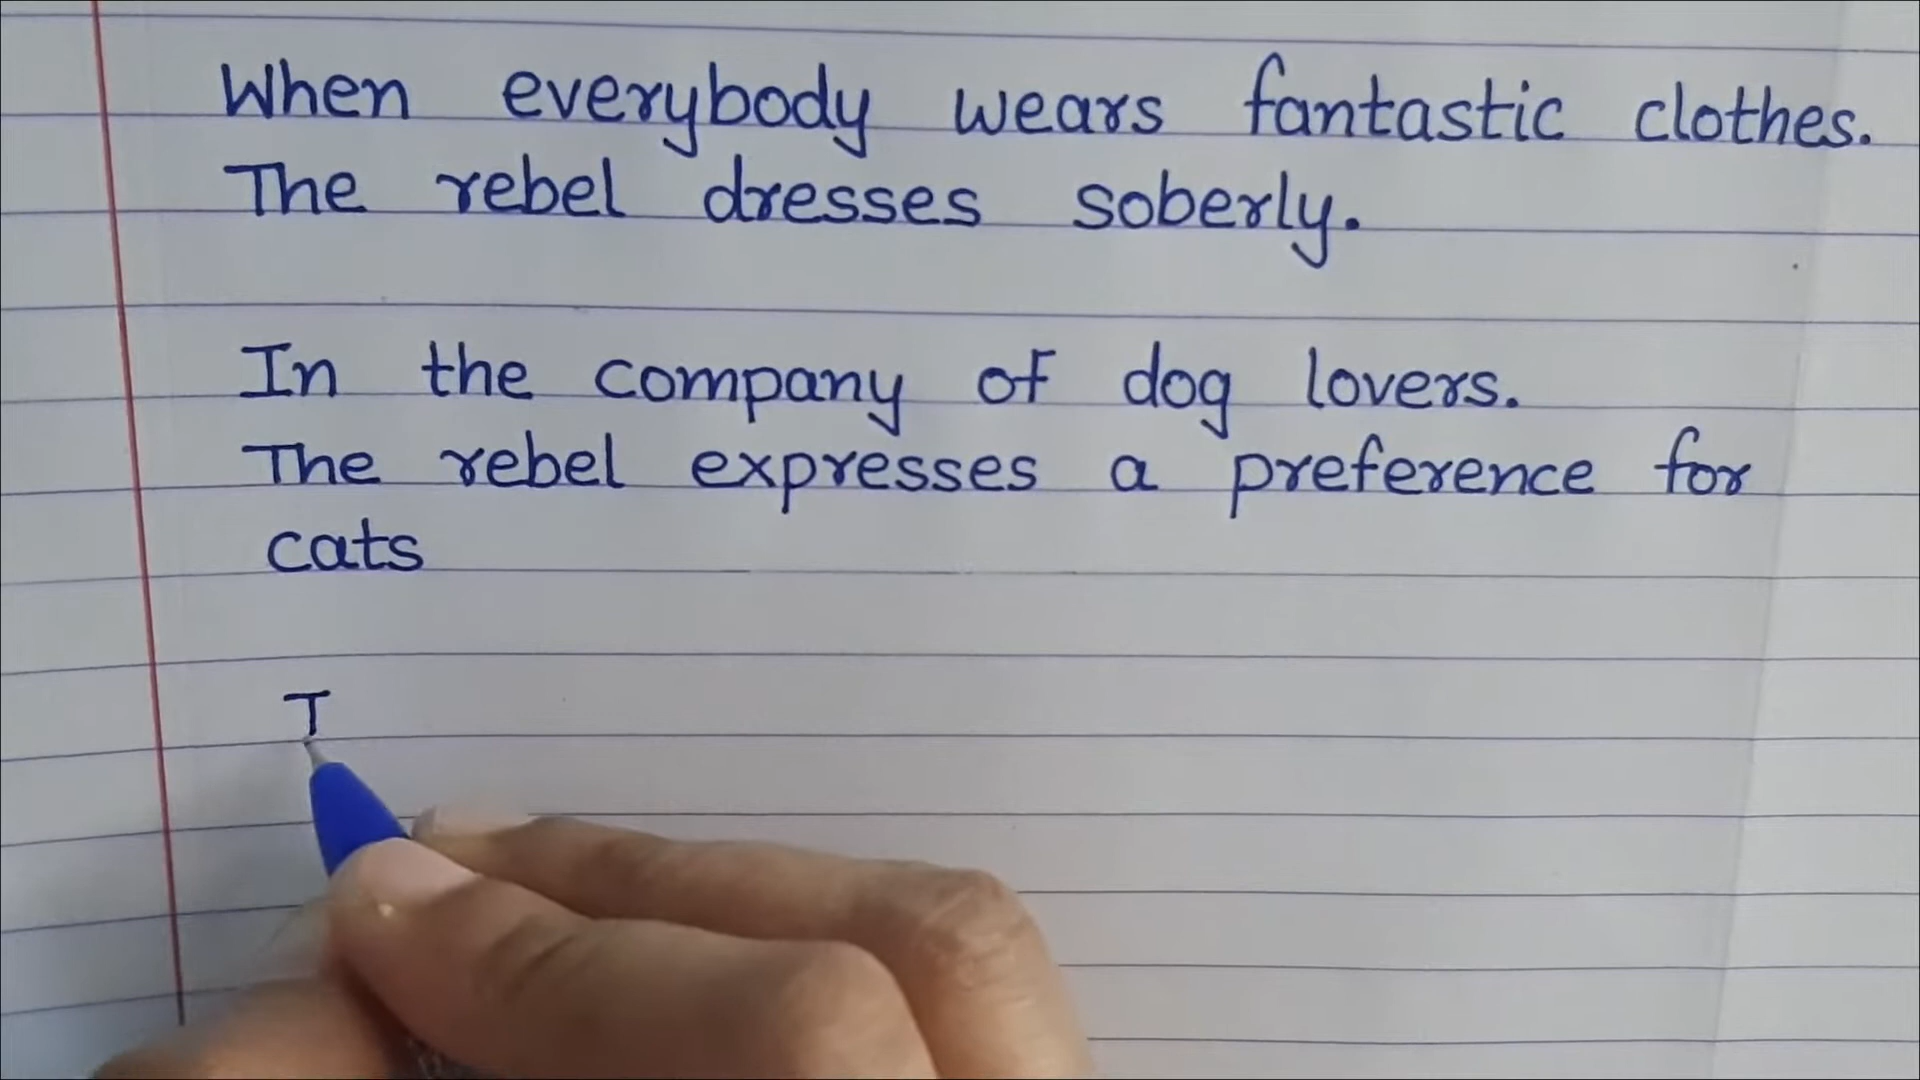 When everybody wears fantastic clothes.
The rebel dresses soberly.
In the company of dog lovers.
The rebel expresses a preference for
cats
T